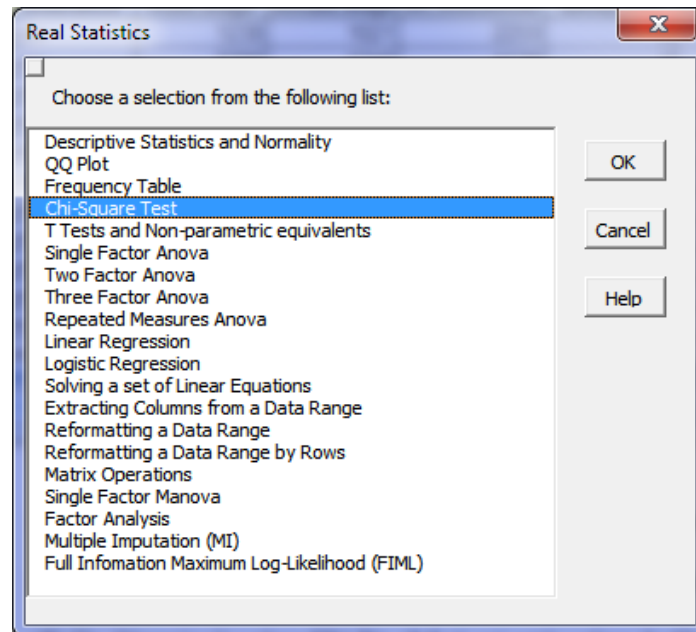 Real Statistics
Choose a selection from the following list:
Descriptive Statistics and Normality
QQ Plot
Frequency Table
Chi-Square Test
T Tests and Non-parametric equivalents
Single Factor Anova
Two Factor Anova
Three Factor Anova
Repeated Measures Anova
Linear Regression
Logistic Regression
Solving a set of Linear Equations
Extracting Columns from a Data Range
Reformatting a Data Range
Reformatting a Data Range by Rows
Matrix Operations
Single Factor Manova
Factor Analysis
Multiple Imputation (MI)
Full Infomation Maximum Log-Likelihood (FIML)
OK
Cancel
Help